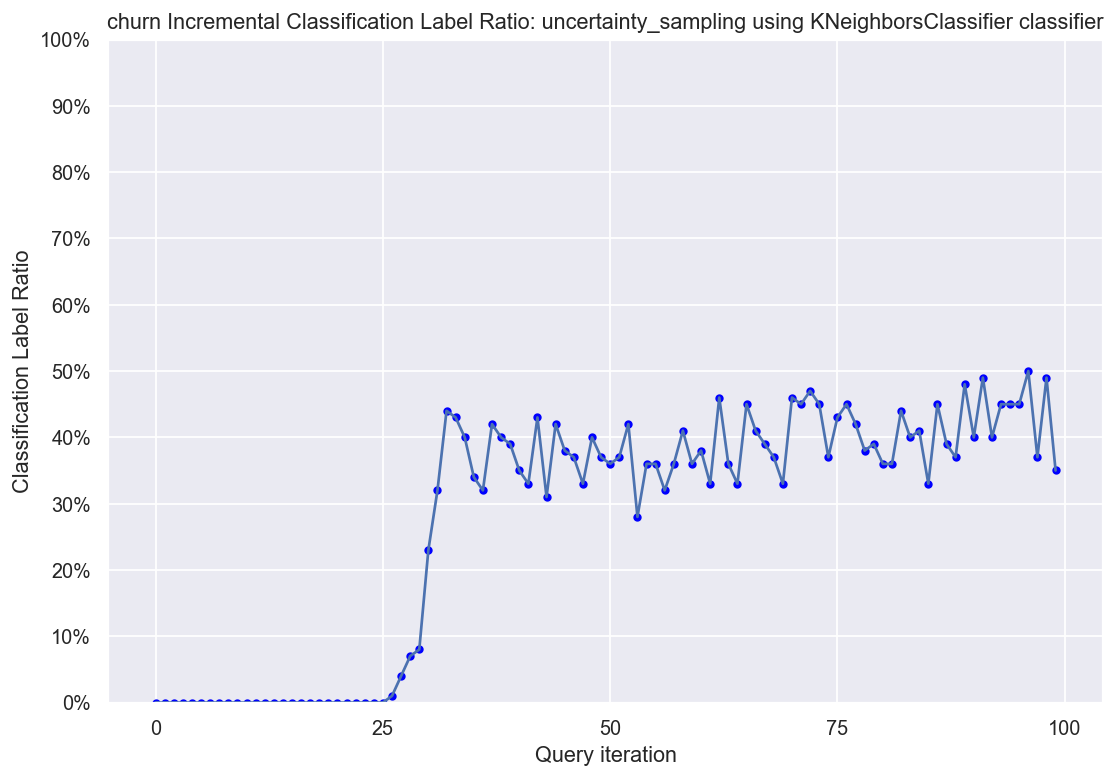 churn Incremental Classification Label Ratio: uncertainty_sampling using KNeighborsClassifier classifier
100%
90%
80%
70%
60%
50%
40%
30%
20%
10%
0%
Classification Label Ratio
0 25 50 75 100
Query iteration